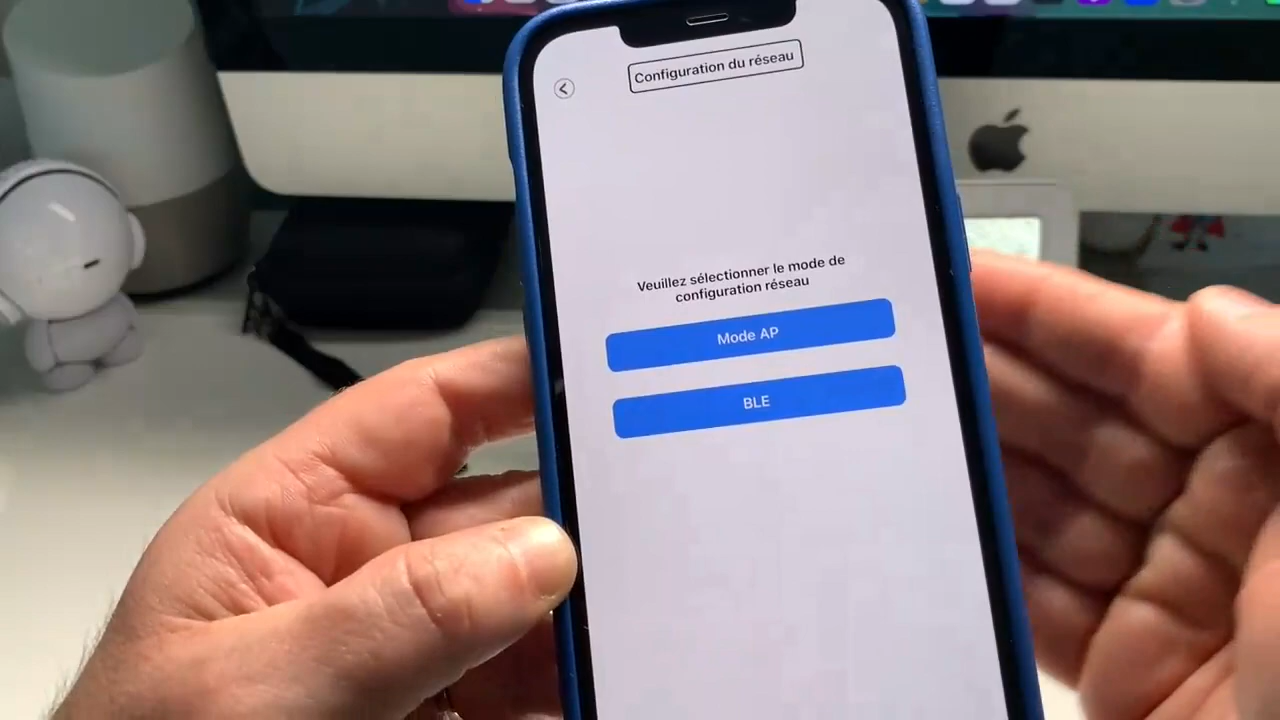 Configuration du réseau
Veuillez sélectionner le mode de
configuration réseau
Mode AP
BLE